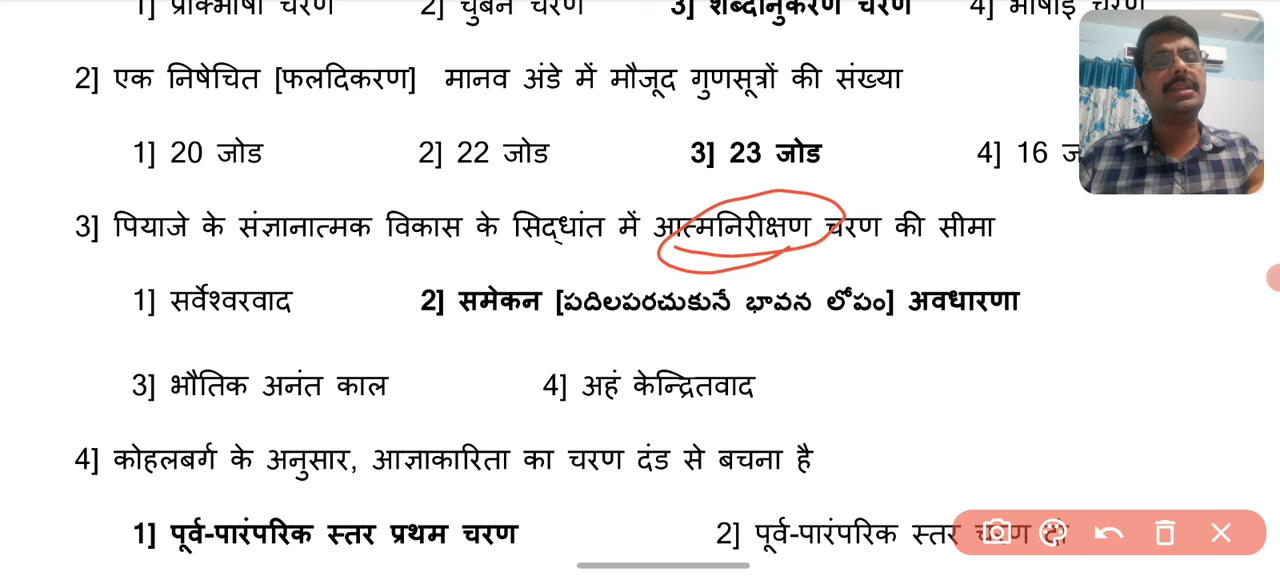 1] प्राक्भाषा चरण 2] चुंबन चरण 3] शब्दानुकरण चरण 4] भाषाई चरण
2] एक निषेचित [फलदिकरण] मानव अंडे में मौजूद गुणसूत्रों की संख्या
1] 20 जोड 2] 22 जोड 3] 23 जोड 4] 16
3] पियाजे के संज्ञानात्मक विकास के सिद्धांत में आत्मनिरीक्षण चरण की सीमा
1] सर्वेश्वरवाद 2] समेकन [పదిలపరచుకునే భావన లోపం] अवधारणा
3] भौतिक अनंत काल 4] अहं केन्द्रितवाद
4] कोहलबर्ग के अनुसार, आज्ञाकारिता का चरण दंड से बचना है
1] पूर्व-पारंपरिक स्तर प्रथम चरण 2] पूर्व-पारंपरिक स्तर चरण दो